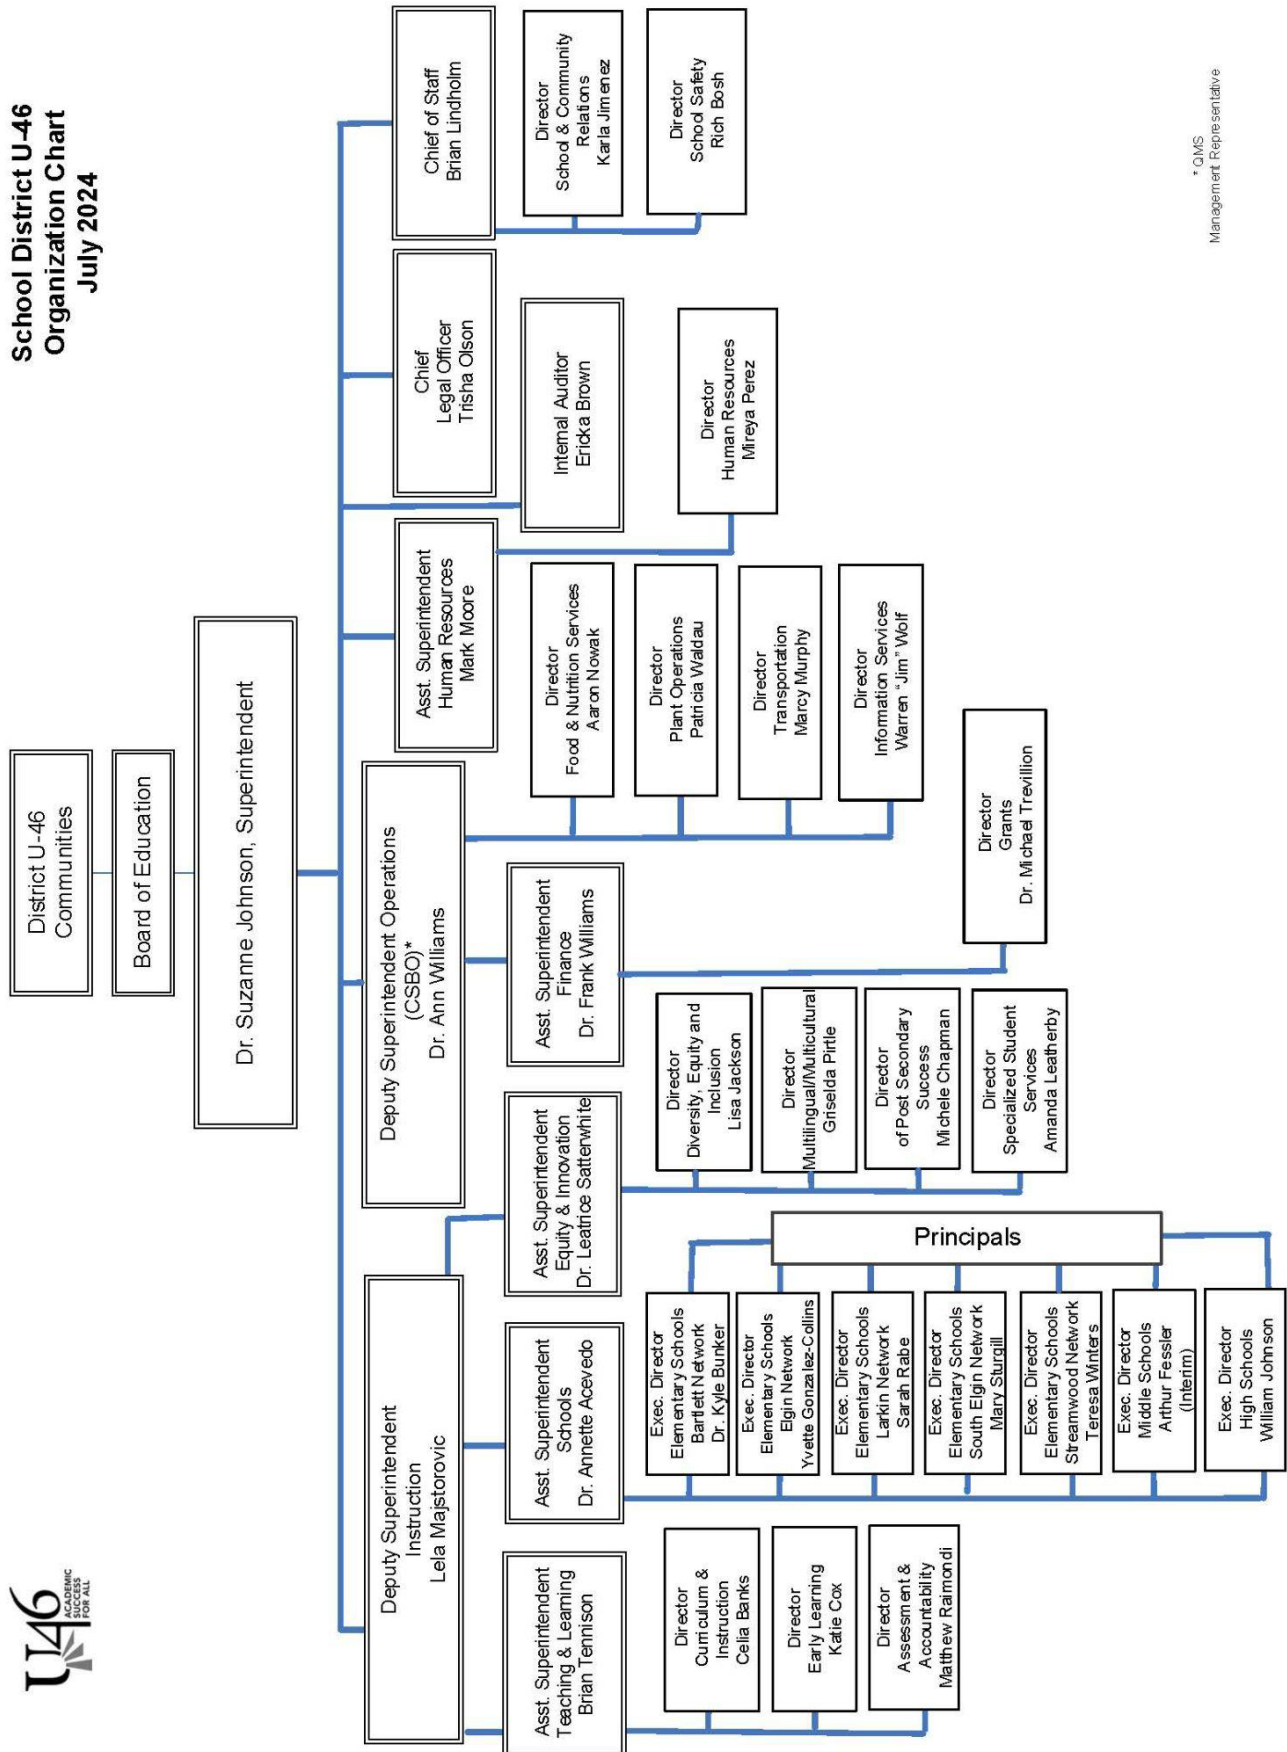 U46
ACADEMIC
SUCCESS
FOR ALL
School District U-46
Organization Chart
July 2024
District U-46
Communities
Board of Education
Dr. Suzanne Johnson, Superintendent
Deputy Superintendent
Instruction
Lela Majstorovic
Deputy Superintendent Operations
(CSBO)*
Dr. Ann Williams
Asst. Superintendent
Human Resources
Mark Moore
Chief
Legal Officer
Trisha Olson
Chief of Staff
Brian Lindholm
Asst. Superintendent
Teaching & Learning
Brian Tennison
Asst. Superintendent
Schools
Dr. Annette Acevedo
Asst. Superintendent
Equity & Innovation
Dr. Leatrice Satterwhite
Asst. Superintendent
Finance
Dr. Frank Williams
Internal Auditor
Ericka Brown
Director
Food & Nutrition Services
Aaron Nowak
Director
Plant Operations
Patricia Waldau
Director
Transportation
Marcy Murphy
Director
Information Services
Warren "Jim" Wolf
Director
Human Resources
Mireya Perez
Director
School & Community
Relations
Karla Jimenez
Director
School Safety
Rich Bosh
Director
Curriculum &
Instruction
Celia Banks
Director
Early Learning
Katie Cox
Director
Assessment &
Accountability
Matthew Raimondi
Exec. Director
Elementary Schools
Bartlett Network
Dr. Kyle Bunker
Exec. Director
Elementary Schools
Elgin Network
Yvette Gonzalez-Collins
Exec. Director
Elementary Schools
Larkin Network
Sarah Rabe
Exec. Director
Elementary Schools
South Elgin Network
Mary Sturgill
Exec. Director
Elementary Schools
Streamwood Network
Teresa Winters
Exec. Director
Middle Schools
Arthur Fessler
(Interim)
Exec. Director
High Schools
William Johnson
Principals
Director
Diversity, Equity and
Inclusion
Lisa Jackson
Director
Multilingual/Multicultural
Griselda Pirtle
Director
of Post Secondary
Success
Michele Chapman
Director
Specialized Student
Services
Amanda Leatherby
Director
Grants
Dr. Michael Trevillion
* QMS
Management Representative